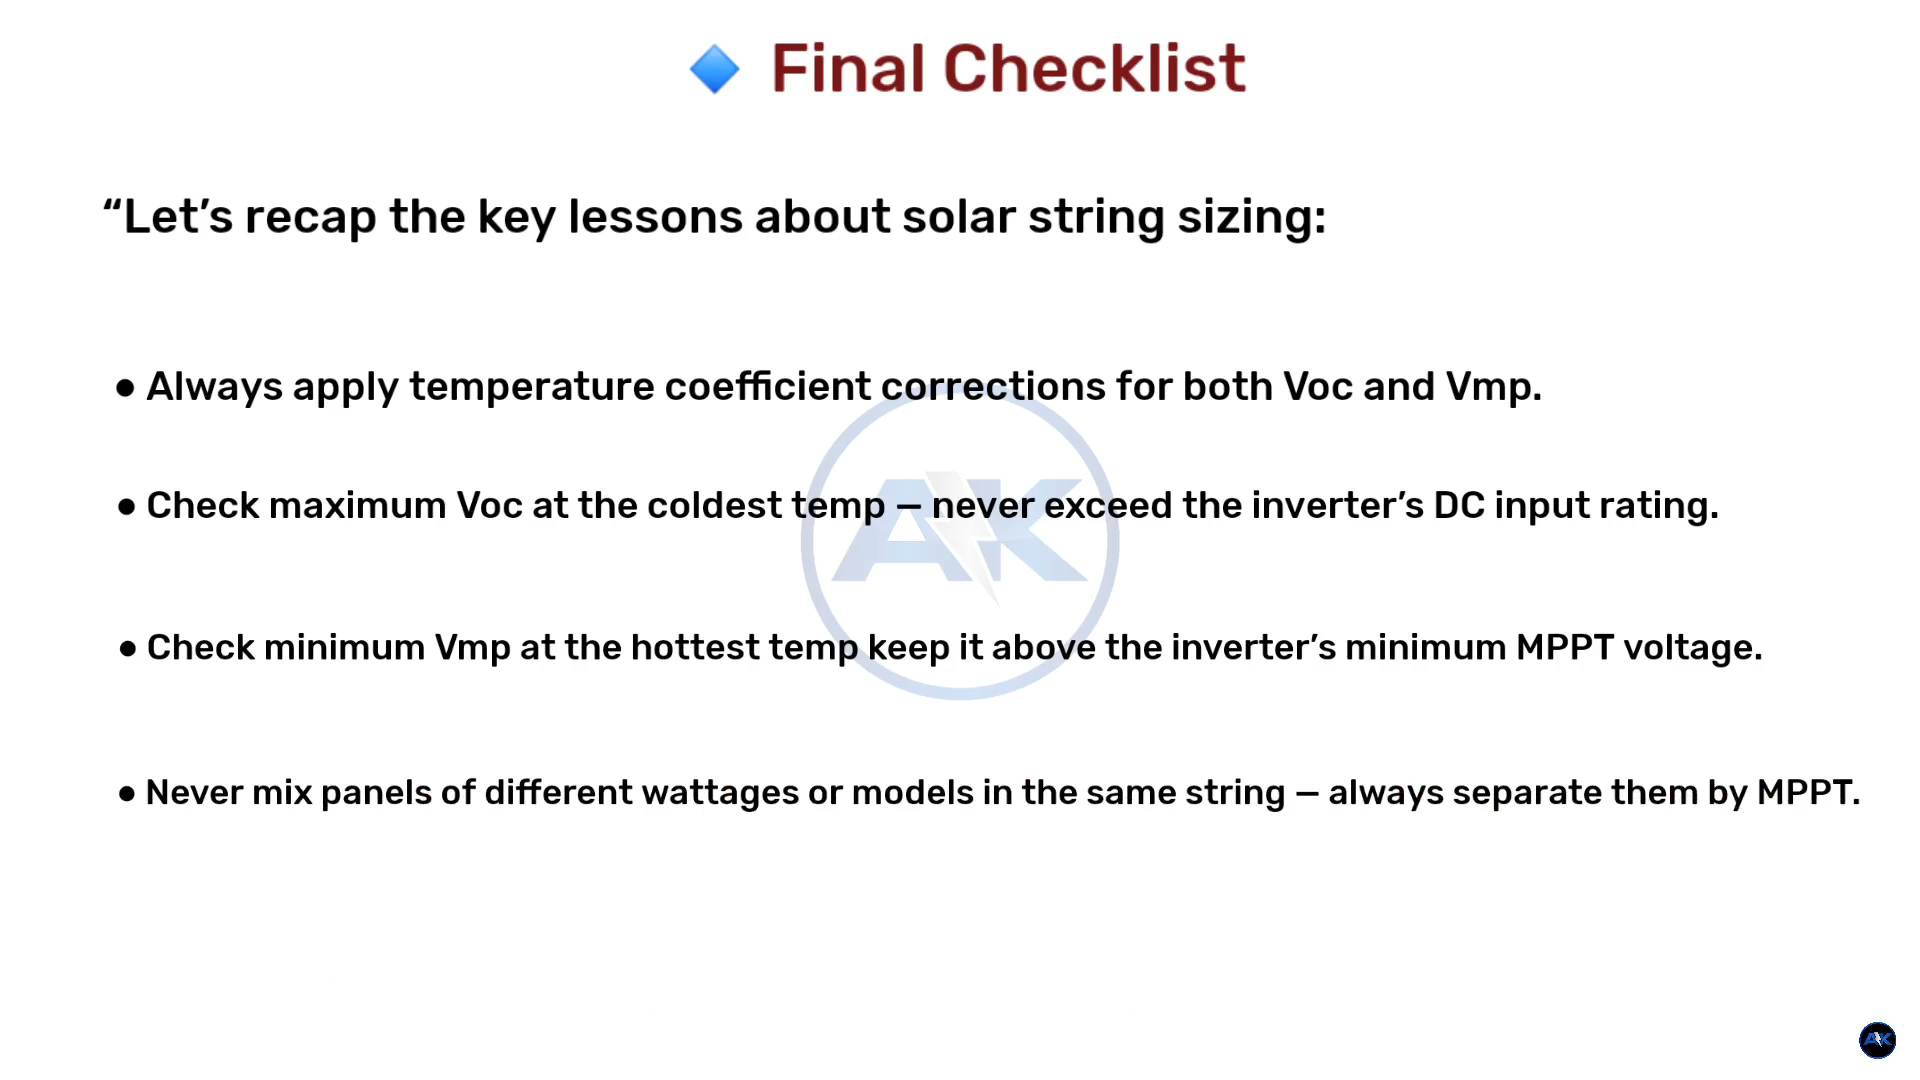 🔷 Final Checklist
“Let’s recap the key lessons about solar string sizing:
● Always apply temperature coefficient corrections for both Voc and Vmp.
● Check maximum Voc at the coldest temp — never exceed the inverter’s DC input rating.
● Check minimum Vmp at the hottest temp keep it above the inverter’s minimum MPPT voltage.
● Never mix panels of different wattages or models in the same string — always separate them by MPPT.
AK
AK